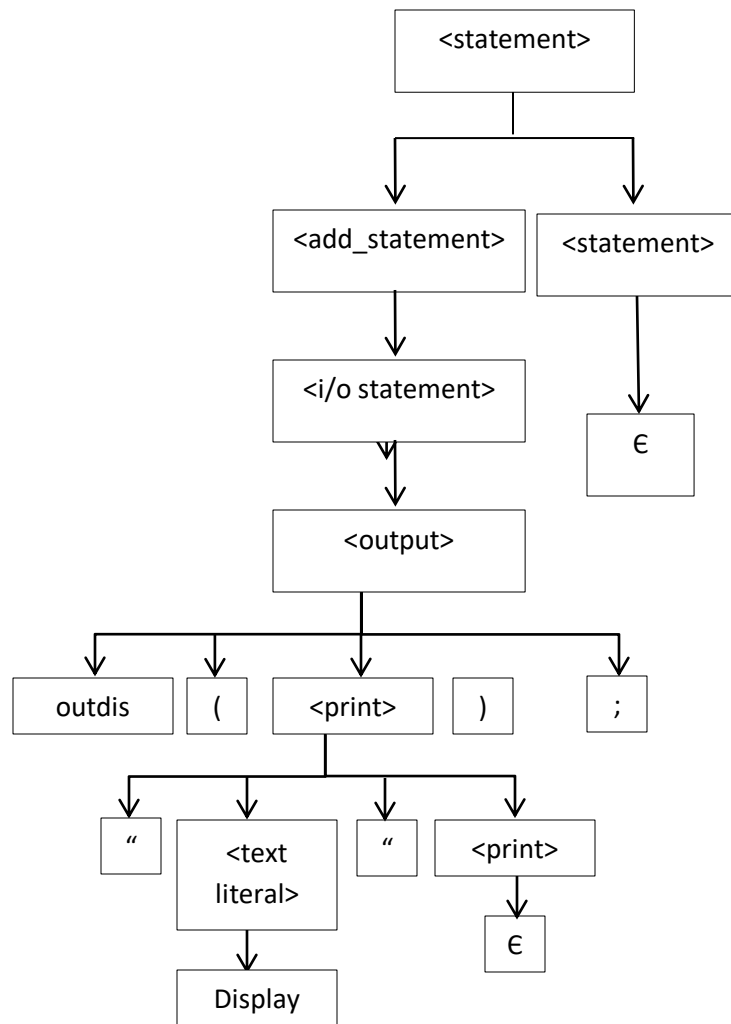 <statement>
<add_statement>
<statement>
<i/o statement>
Є
<output>
outdis
(
<print>
)
;
“
<text
literal>
“
<print>
Є
Display